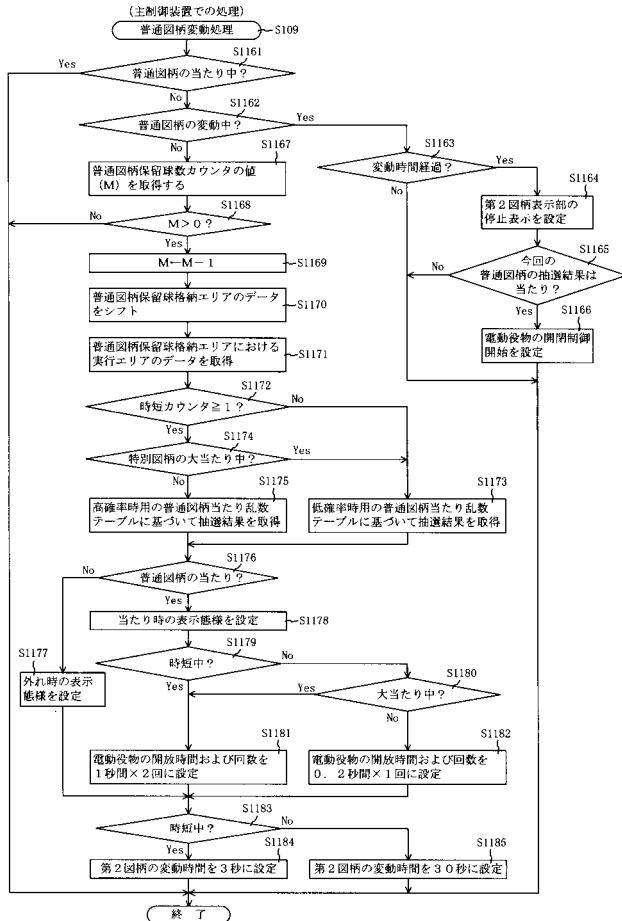 （主制御装置での処理）
普通図柄変動処理
S109
S1161
Yes
普通図柄の当たり中？
No
S1162
普通図柄の変動中？
Yes
No
S1167
普通図柄保留球数カウンタの値
（M）を取得する
S1163
変動時間経過？
Yes
No
S1164
第２図柄表示部の
停止表示を設定
S1165
今回の
普通図柄の抽選結果は
当たり？
No
Yes
S1166
電動役物の開閉制御
開始を設定
S1168
No
M＞0？
Yes
M←M－1
S1169
普通図柄保留球格納エリアのデータ
をシフト
S1170
普通図柄保留球格納エリアにおける
実行エリアのデータを取得
S1171
S1172
時短カウンタ≧1？
No
Yes
S1174
特別図柄の大当たり中？
Yes
No
S1175
高確率時用の普通図柄当たり乱数
テーブルに基づいて抽選結果を取得
S1173
低確率時用の普通図柄当たり乱数
テーブルに基づいて抽選結果を取得
S1176
No
普通図柄の当たり？
Yes
当たり時の表示態様を設定
S1178
S1177
外れ時の表示
態様を設定
S1179
時短中？
No
Yes
S1180
Yes
大当たり中？
No
S1181
電動役物の開放時間および回数を
１秒間×２回に設定
S1182
電動役物の開放時間および回数を
０．２秒間×１回に設定
S1183
時短中？
No
Yes
S1184
第２図柄の変動時間を３秒に設定
S1185
第２図柄の変動時間を３０秒に設定
終 了